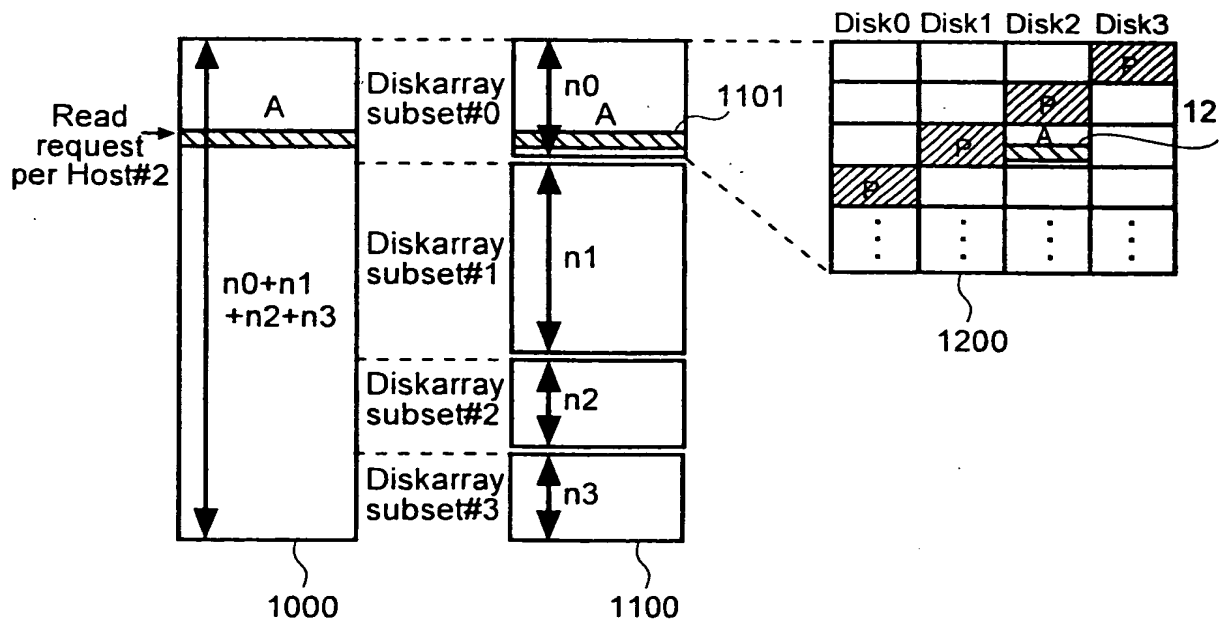 Disk0 Disk1 Disk2 Disk3
P
P
A
P
P
12
1200
Read
request
per Host#2
A
n0+n1
+n2+n3
1000
Diskarray
subset#0
Diskarray
subset#1
Diskarray
subset#2
Diskarray
subset#3
n0
A
1101
n1
n2
n3
1100